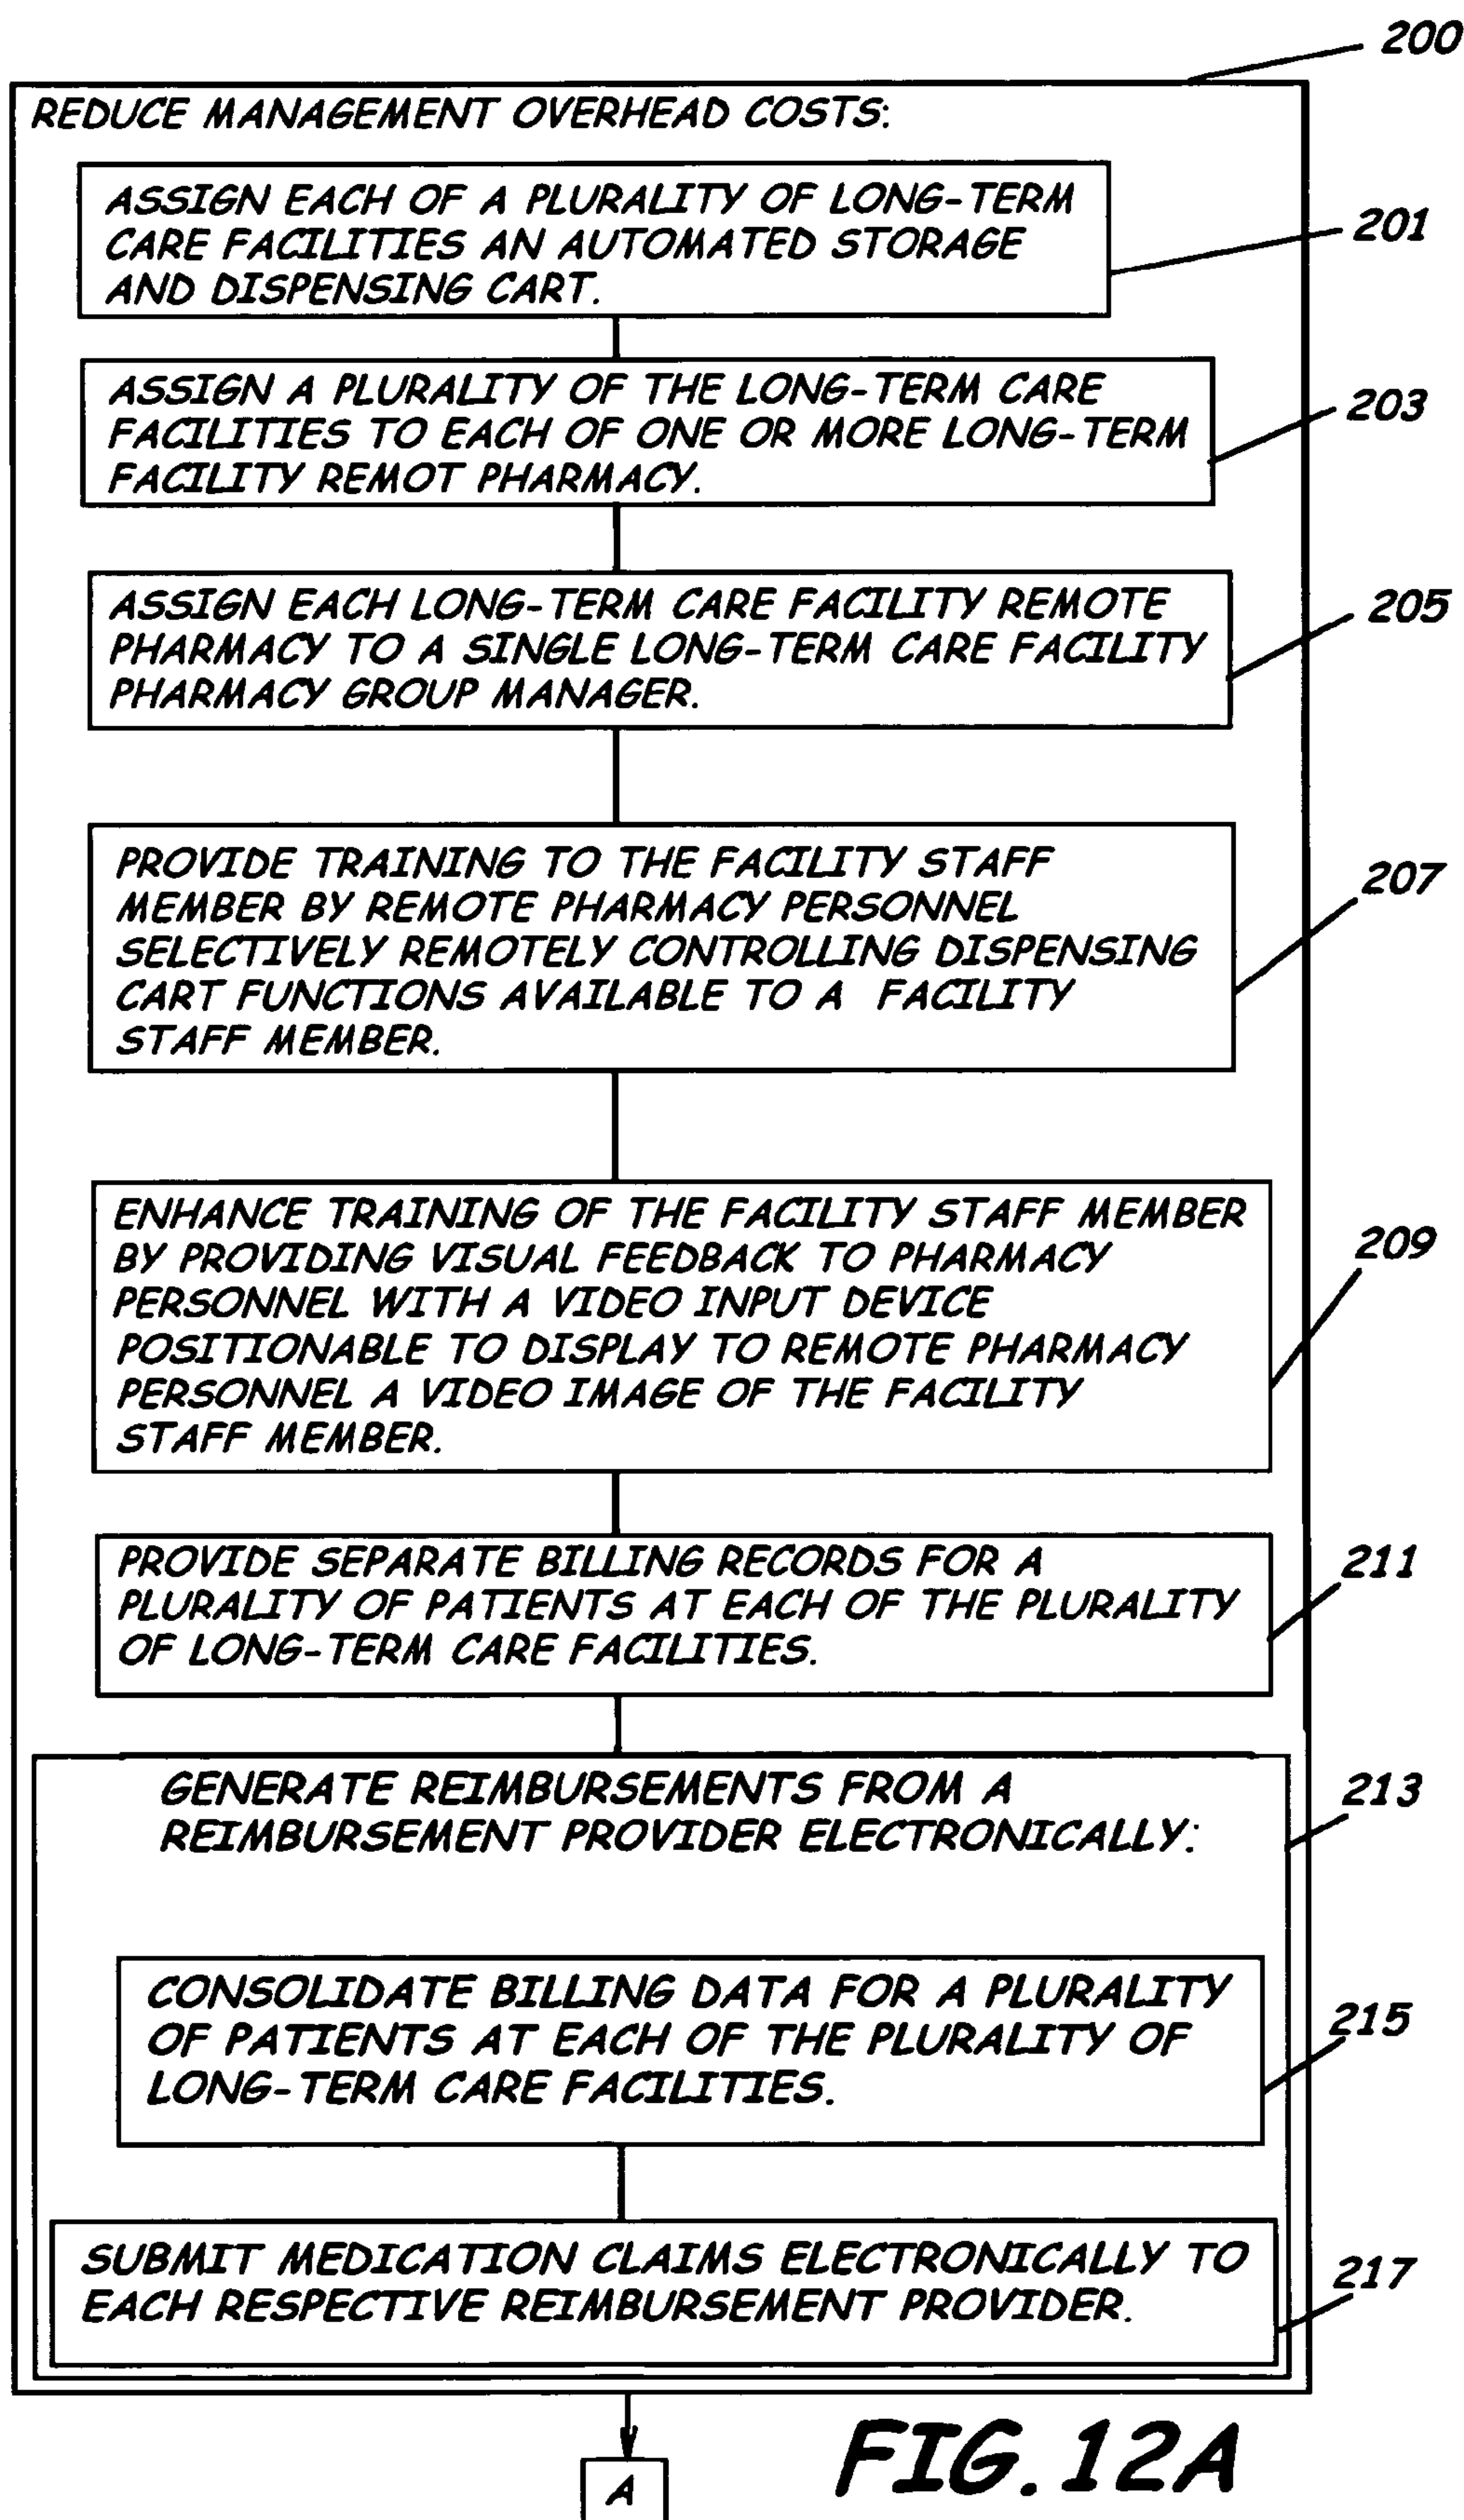 200
REDUCE MANAGEMENT OVERHEAD COSTS:
ASSIGN EACH OF A PLURALITY OF LONG-TERM
CARE FACILITIES AN AUTOMATED STORAGE
AND DISPENSING CART.
201
ASSIGN A PLURALITY OF THE LONG-TERM CARE
FACILITIES TO EACH OF ONE OR MORE LONG-TERM
FACILITY REMOT PHARMACY.
203
ASSIGN EACH LONG-TERM CARE FACILITY REMOTE
PHARMACY TO A SINGLE LONG-TERM CARE FACILITY
PHARMACY GROUP MANAGER.
205
PROVIDE TRAINING TO THE FACILITY STAFF
MEMBER BY REMOTE PHARMACY PERSONNEL
SELECTIVELY REMOTELY CONTROLLING DISPENSING
CART FUNCTIONS AVAILABLE TO A FACILITY
STAFF MEMBER.
207
ENHANCE TRAINING OF THE FACILITY STAFF MEMBER
BY PROVIDING VISUAL FEEDBACK TO PHARMACY
PERSONNEL WITH A VIDEO INPUT DEVICE
POSITIONABLE TO DISPLAY TO REMOTE PHARMACY
PERSONNEL A VIDEO IMAGE OF THE FACILITY
STAFF MEMBER.
209
PROVIDE SEPARATE BILLING RECORDS FOR A
PLURALITY OF PATIENTS AT EACH OF THE PLURALITY
OF LONG-TERM CARE FACILITIES.
211
GENERATE REIMBURSEMENTS FROM A
REIMBURSEMENT PROVIDER ELECTRONICALLY:
213
CONSOLIDATE BILLING DATA FOR A PLURALITY
OF PATIENTS AT EACH OF THE PLURALITY OF
LONG-TERM CARE FACILITIES.
215
SUBMIT MEDICATION CLAIMS ELECTRONICALLY TO
EACH RESPECTIVE REIMBURSEMENT PROVIDER.
217
A
FIG. 12A